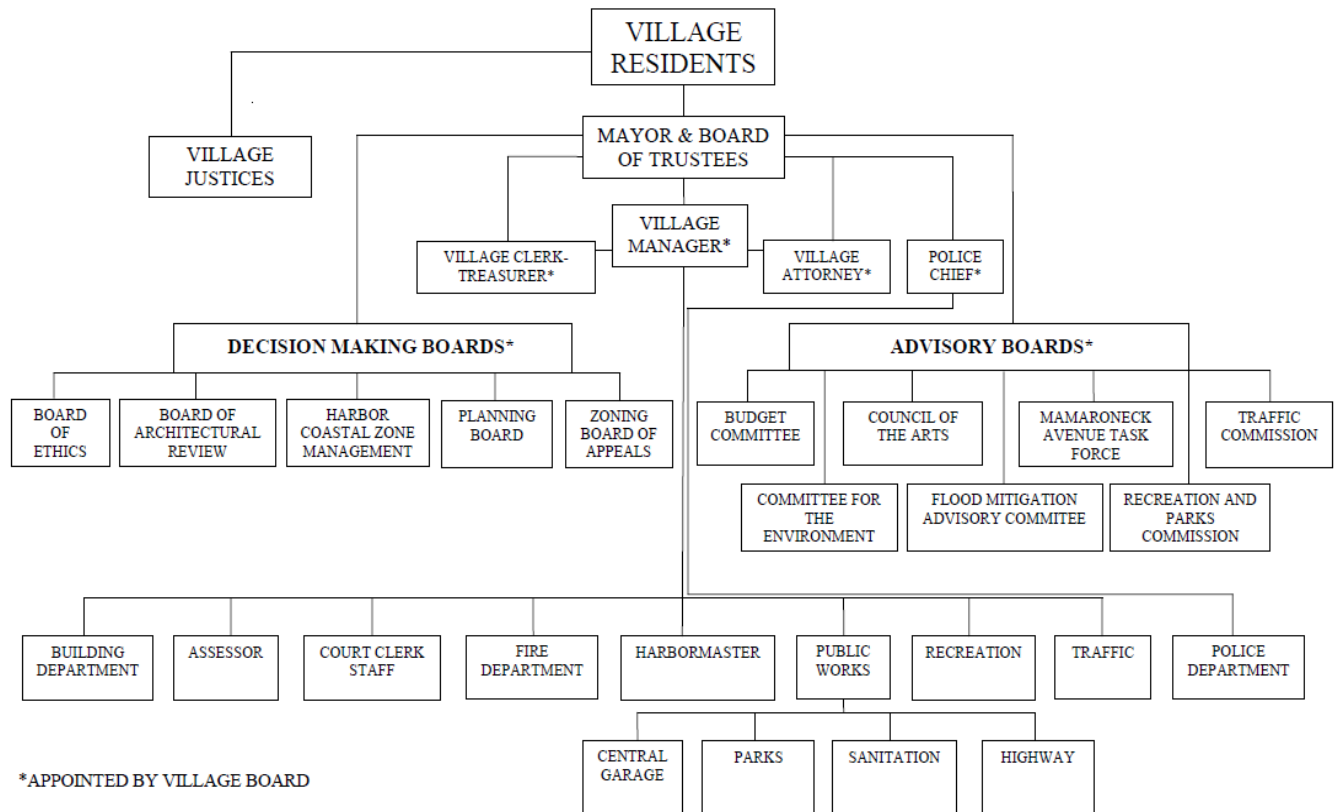 VILLAGE
RESIDENTS
VILLAGE
JUSTICES
MAYOR & BOARD
OF TRUSTEES
VILLAGE
MANAGER*
VILLAGE CLERK-
TREASURER*
VILLAGE
ATTORNEY*
POLICE
CHIEF*
DECISION MAKING BOARDS*
ADVISORY BOARDS*
BOARD
OF
ETHICS
BOARD OF
ARCHITECTURAL
REVIEW
HARBOR
COASTAL ZONE
MANAGEMENT
PLANNING
BOARD
ZONING
BOARD OF
APPEALS
BUDGET
COMMITTEE
COUNCIL OF
THE ARTS
MAMARONECK
AVENUE TASK
FORCE
TRAFFIC
COMMISSION
COMMITTEE FOR
THE
ENVIRONMENT
FLOOD MITIGATION
ADVISORY COMMITEE
RECREATION AND
PARKS
COMMISSION
BUILDING
DEPARTMENT
ASSESSOR
COURT CLERK
STAFF
FIRE
DEPARTMENT
HARBORMASTER
PUBLIC
WORKS
RECREATION
TRAFFIC
POLICE
DEPARTMENT
CENTRAL
GARAGE
PARKS
SANITATION
HIGHWAY
*APPOINTED BY VILLAGE BOARD